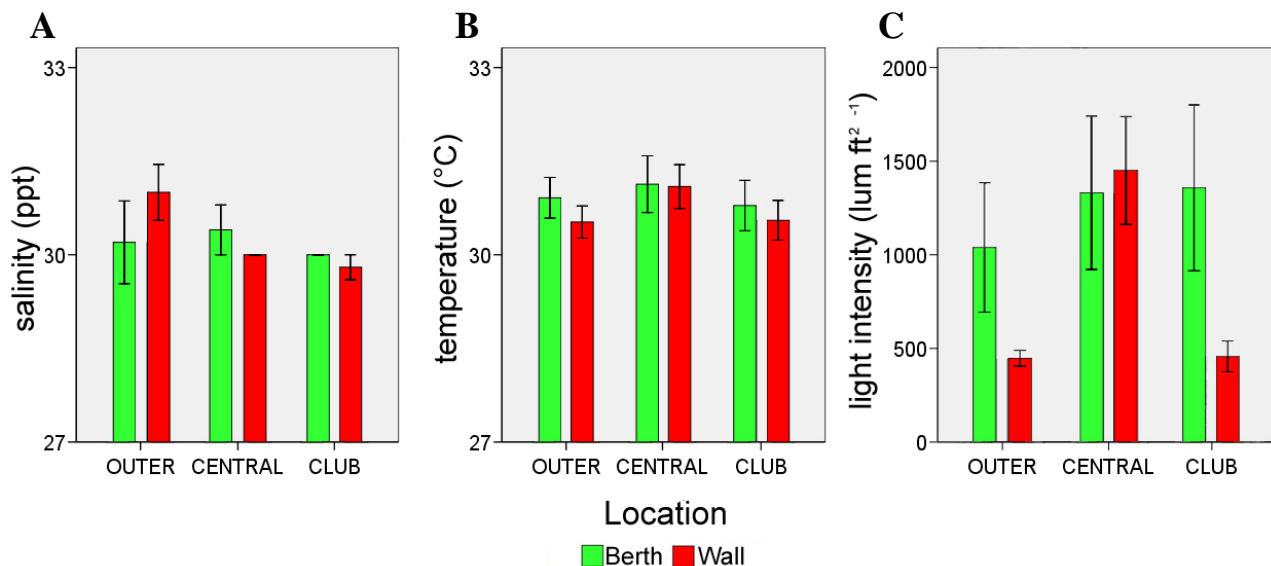 A
salinity (ppt)
33
30
27
OUTER CENTRAL CLUB
B
temperature (°C)
33
30
27
OUTER CENTRAL CLUB
C
light intensity (lum ft² ⁻¹)
2000
1500
1000
500
0
OUTER CENTRAL CLUB
Location
Berth Wall